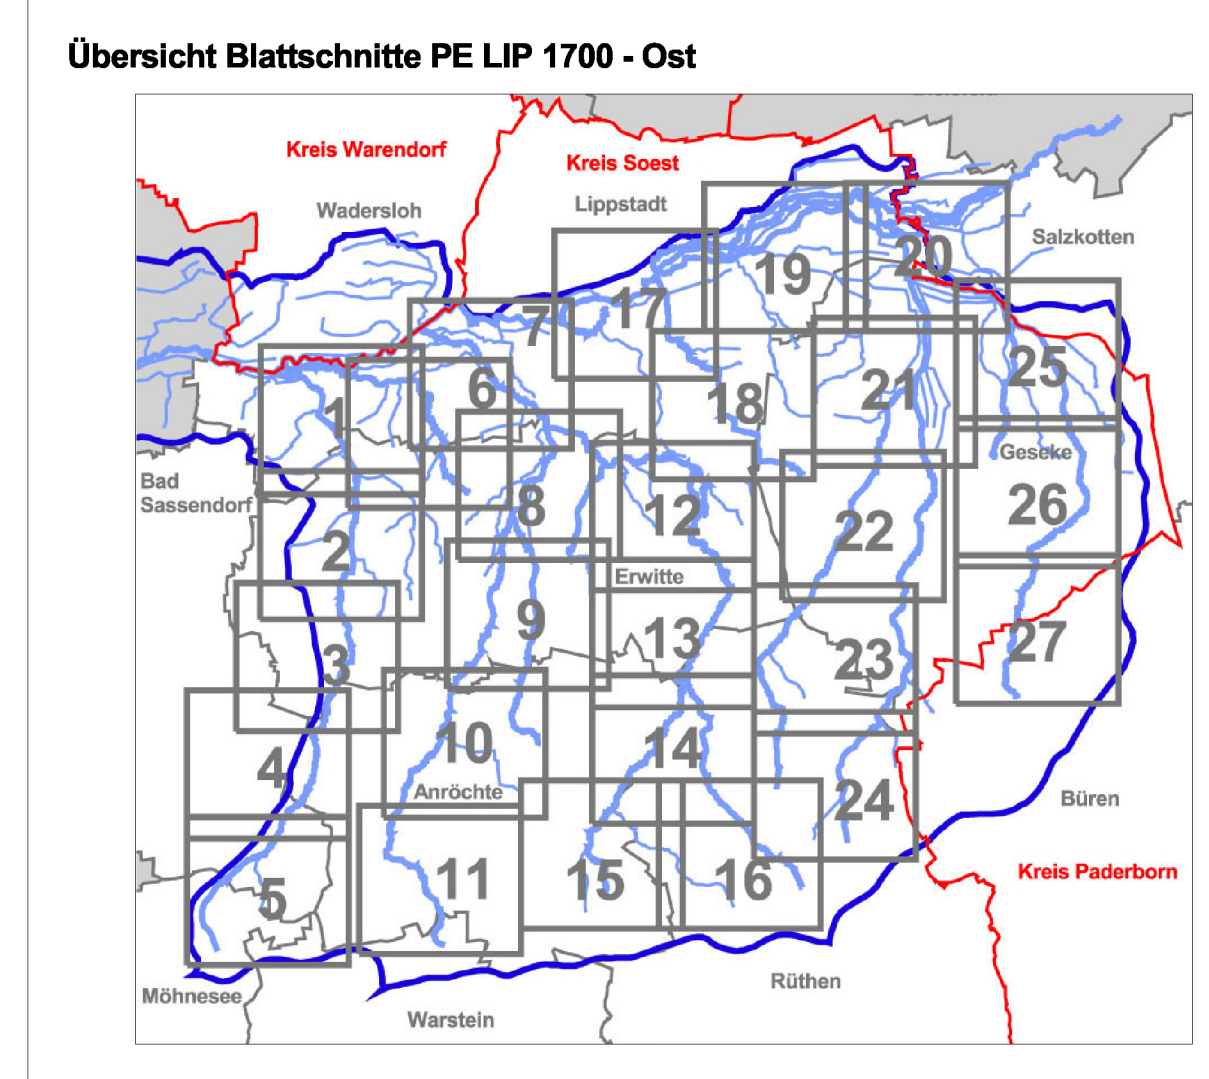 Übersicht Blattschnitte PE LIP 1700 - Ost
Kreis Warendorf
Kreis Soest
Wadersloh
Lippstadt
Salzkotten
20
19
17
7
25
6
21
18
1
Geseke
Bad
Sassendorf
26
8
12
22
2
Erwitte
9
13
27
23
3
10
14
4
Anröchte
24
Büren
Kreis Paderborn
11
15
16
5
Rüthen
Möhnesee
Warstein